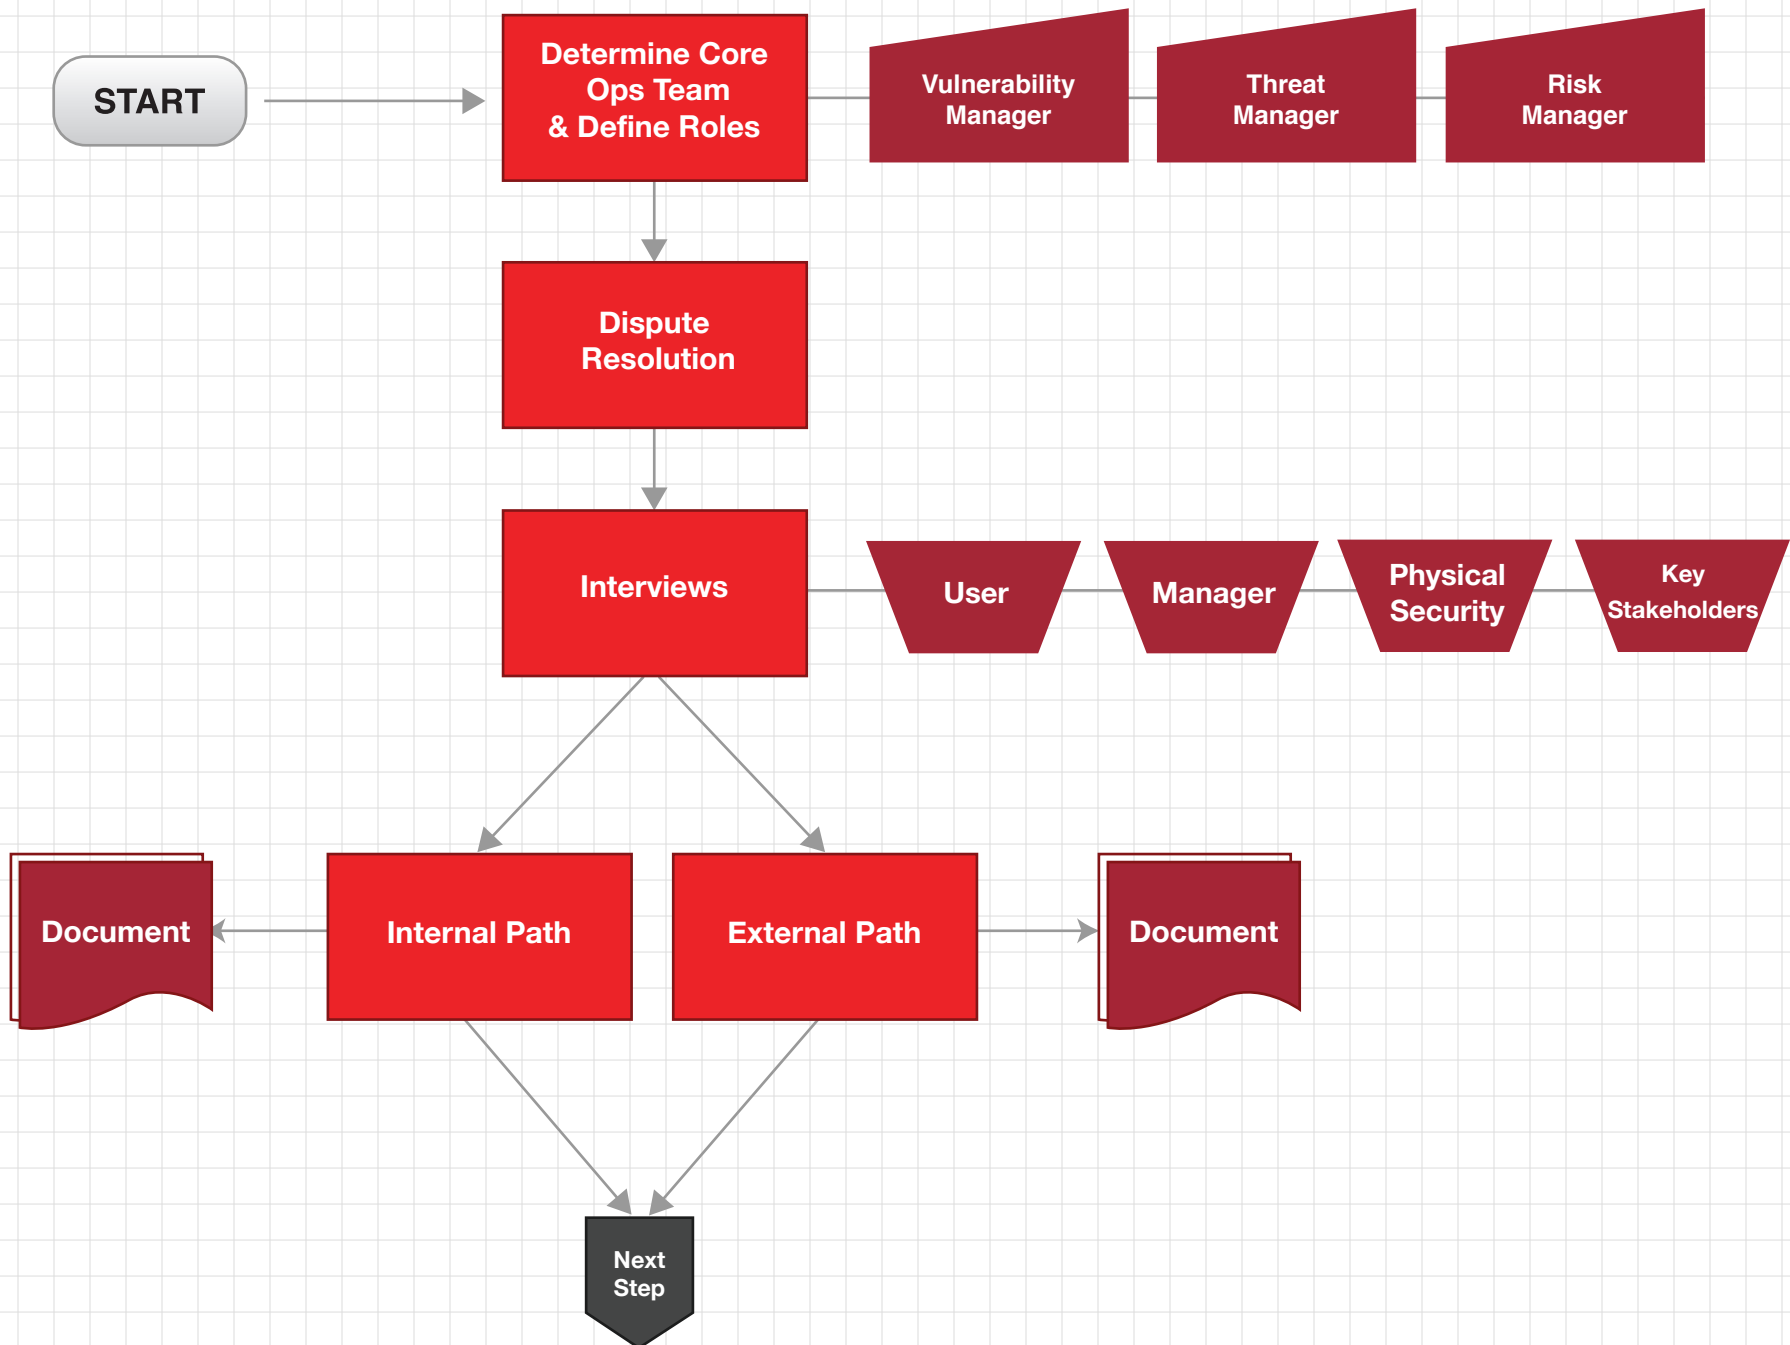 START
Determine Core
Ops Team
& Define Roles
Vulnerability
Manager
Threat
Manager
Risk
Manager
Dispute
Resolution
Interviews
User
Manager
Physical
Security
Key
Stakeholders
Document
Internal Path
External Path
Document
Next
Step